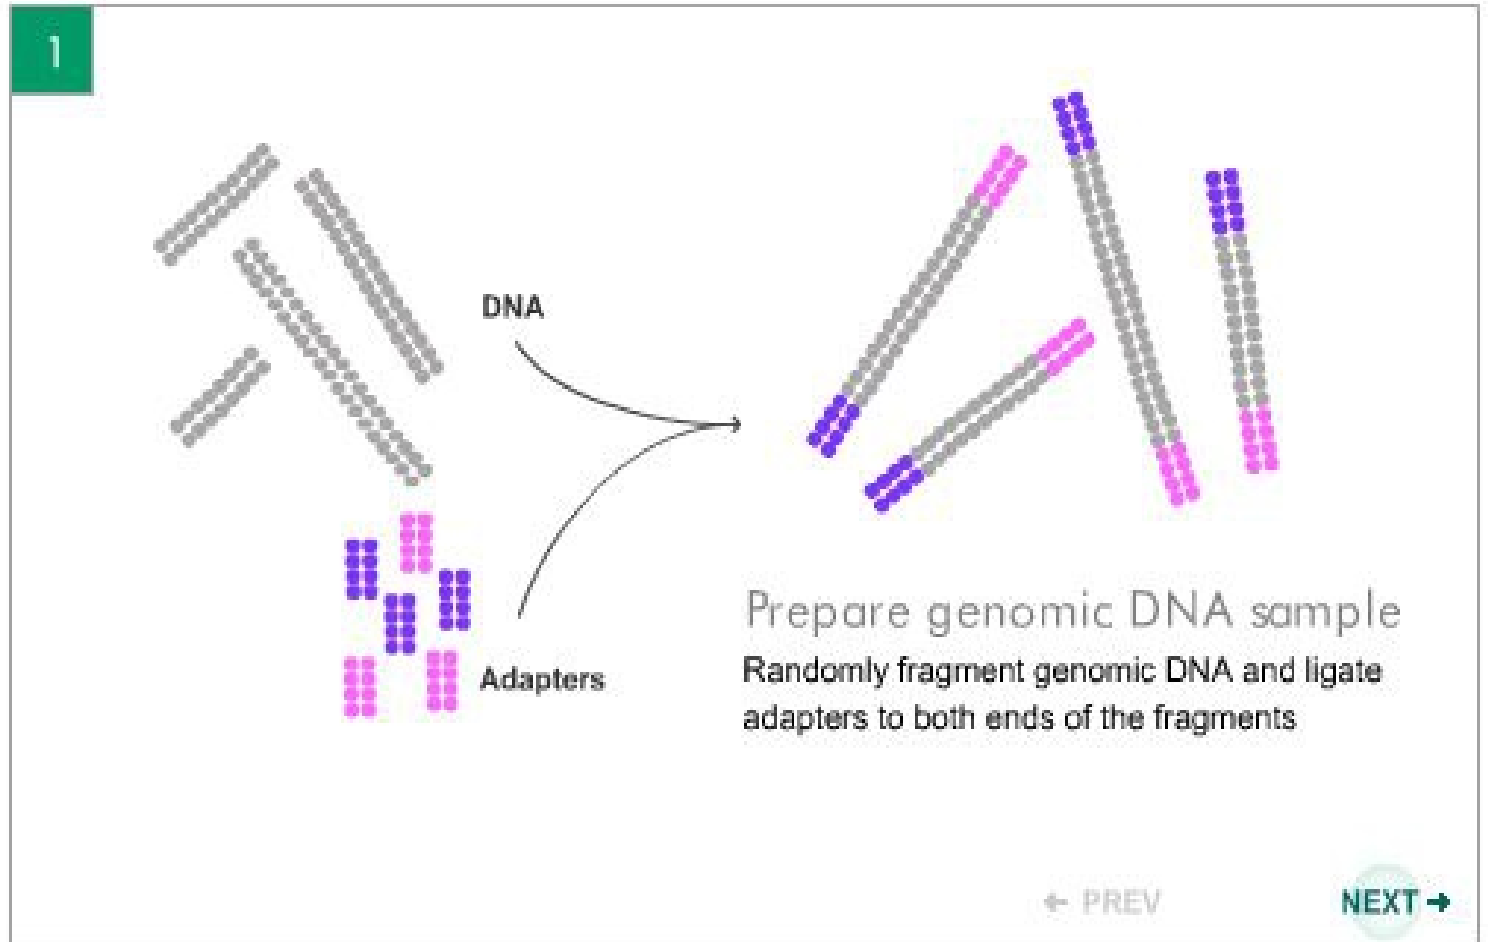 1
DNA
Adapters
Prepare genomic DNA sample
Randomly fragment genomic DNA and ligate
adapters to both ends of the fragments
← PREV
NEXT →